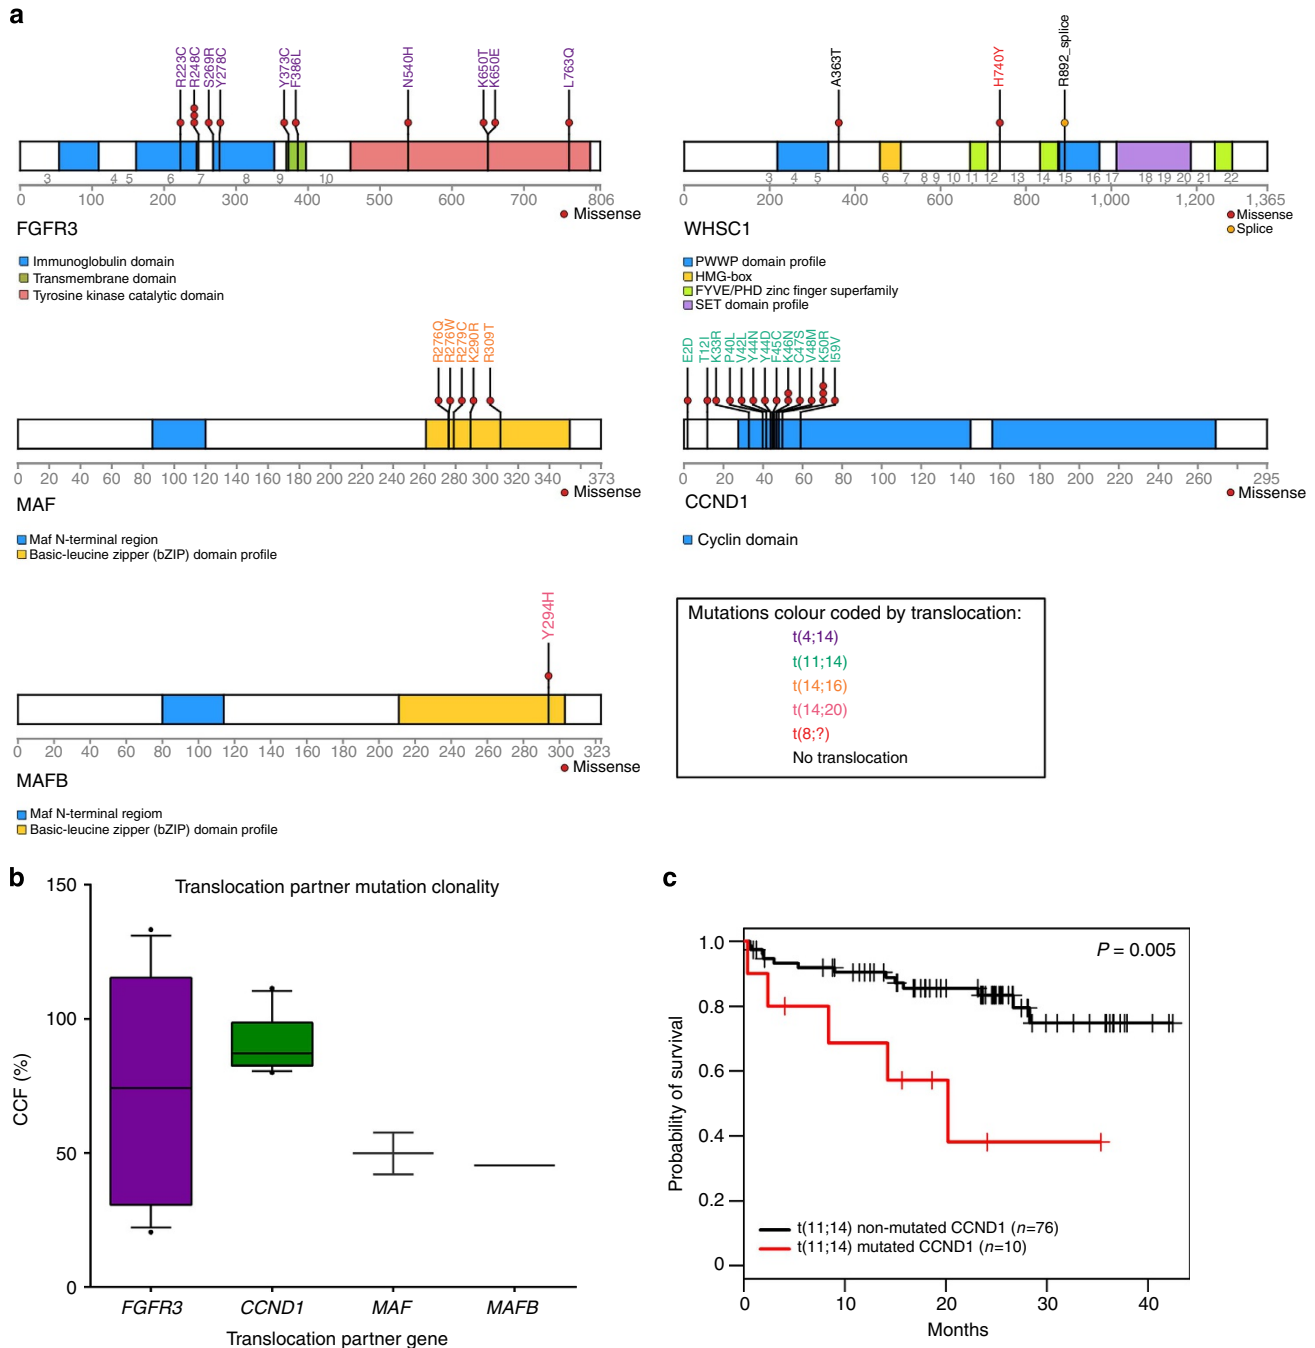 a
R223C
R248C
S269R
Y278C
Y373C
F386L
N540H
K650T
K650E
L763Q
3 4 5 6 7 8 9 10
0 100 200 300 400 500 600 700 806
Missense
FGFR3
Immunoglobulin domain
Transmembrane domain
Tyrosine kinase catalytic domain
A363T
H740Y
R892_splice
3 4 5 6 7 8 9 10 11 12 13 14 15 16 17 18 19 20 21 22
200 400 600 800 1,000 1,200 1,365
0
Missense
Splice
WHSC1
PWWP domain profile
HMG-box
FYVE/PHD zinc finger superfamily
SET domain profile
R276Q
R276W
R279C
K290R
R309T
0 20 40 60 80 100 120 140 160 180 200 220 240 260 280 300 320 340 373
Missense
MAF
Maf N-terminal region
Basic-leucine zipper (bZIP) domain profile
E2D
T12I
K33R
P40L
V42L
Y44N
Y44D
F45C
K46N
C47S
V48M
K50R
I59V
0 20 40 60 80 100 120 140 160 180 200 220 240 260 295
Missense
CCND1
Cyclin domain
Y294H
0 20 40 60 80 100 120 140 160 180 200 220 240 260 280 300 323
Missense
MAFB
Maf N-terminal regiom
Basic-leucine zipper (bZIP) domain profile
Mutations colour coded by translocation:
t(4;14)
t(11;14)
t(14;16)
t(14;20)
t(8;?)
No translocation
b
Translocation partner mutation clonality
150
100
50
0
CCF (%)
FGFR3 CCND1 MAF MAFB
Translocation partner gene
c
P = 0.005
1.0
0.8
0.6
0.4
0.2
0
Probability of survival
t(11;14) non-mutated CCND1 (n=76)
t(11;14) mutated CCND1 (n=10)
0 10 20 30 40
Months